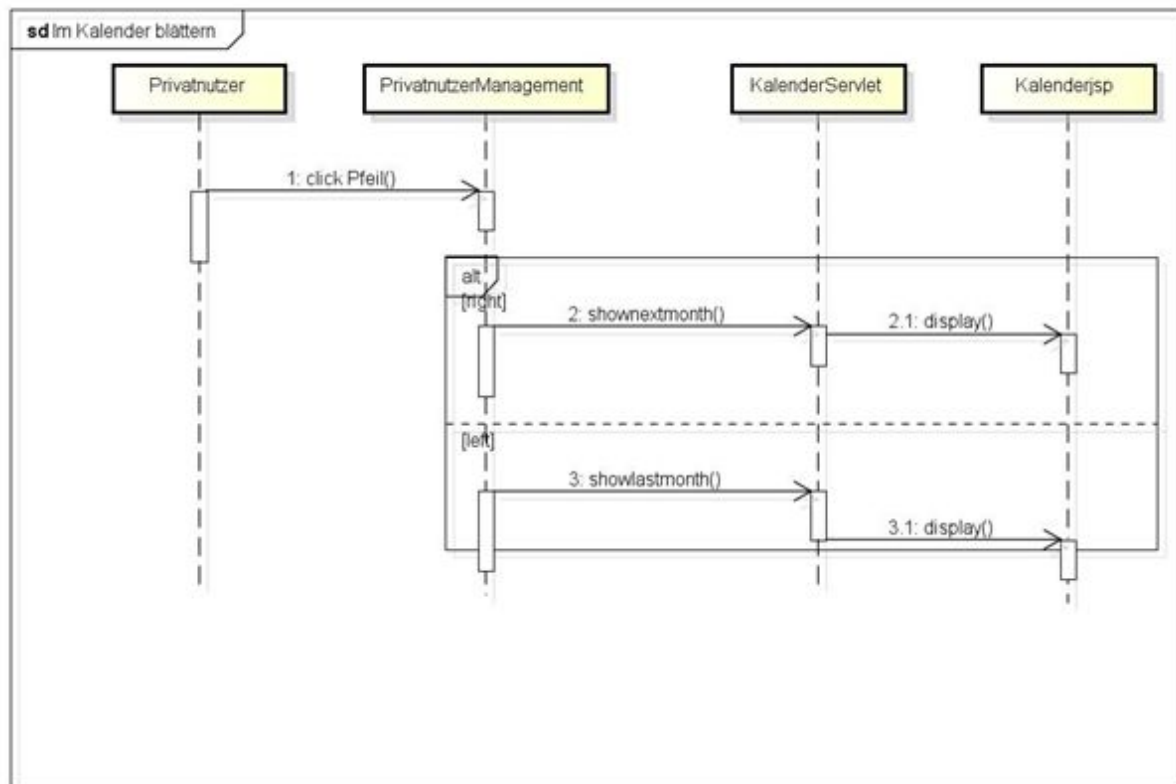 sd Im Kalender blättern
Privatnutzer
PrivatnutzerManagement
KalenderServlet
Kalenderjsp
1: click Pfeil()
alt
[right]
2: shownextmonth()
2.1: display()
[left]
3: showlastmonth()
3.1: display()